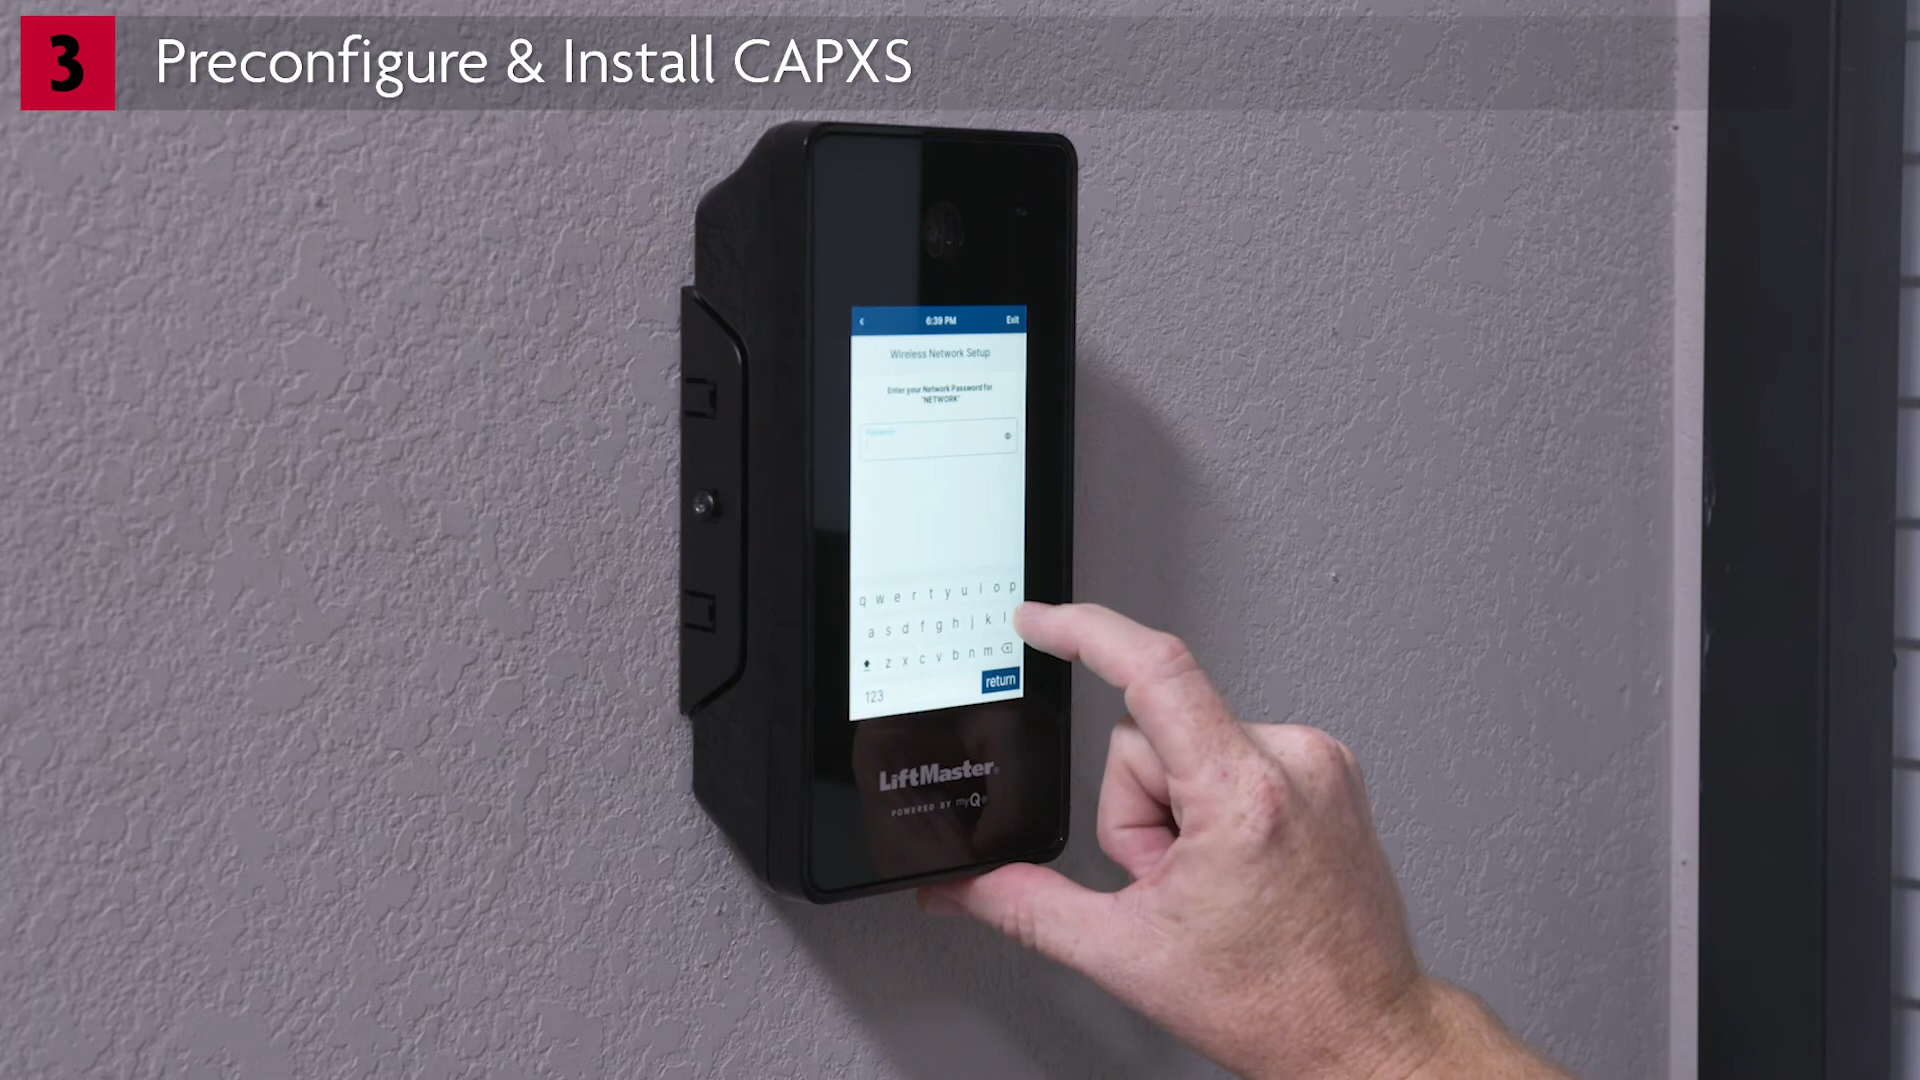 3 Preconfigure & Install CAPXS
6:39 PM Exit
Wireless Network Setup
Enter your Network Password for
"NETWORK"
Password
q w e r t y u i o p
a s d f g h j k l
z x c v b n m
123 return
LiftMaster®
POWERED BY myQ®